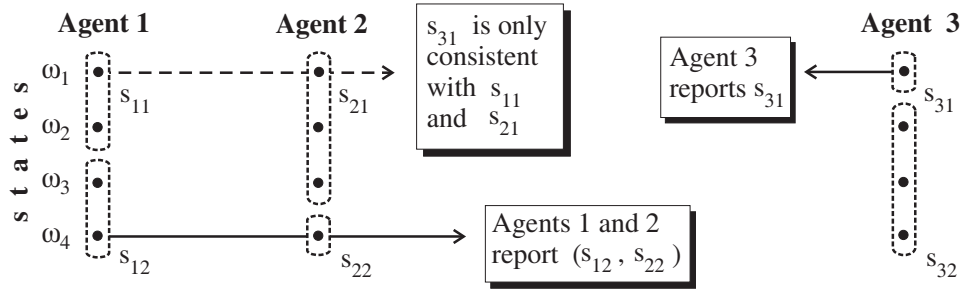 Agent 1
Agent 2
Agent 3
states
ω1
ω2
ω3
ω4
s11
s12
s21
s22
s31 is only
consistent
with s11
and s21
Agent 3
reports s31
s31
s32
Agents 1 and 2
report (s12, s22)